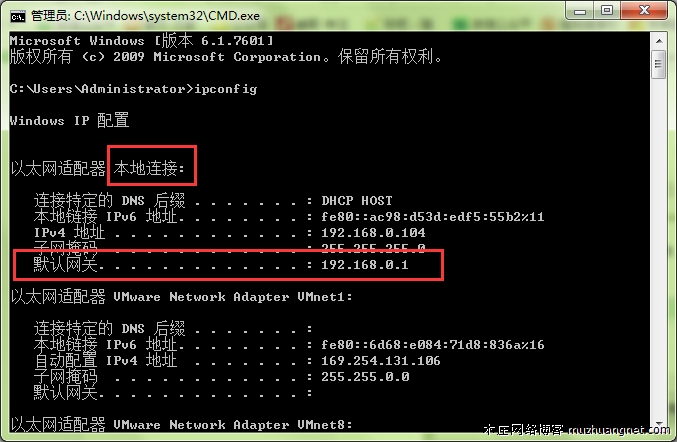 管理员: C:\Windows\system32\CMD.exe
Microsoft Windows [版本 6.1.7601]
版权所有 (c) 2009 Microsoft Corporation。保留所有权利。
C:\Users\Administrator>ipconfig
Windows IP 配置
以太网适配器 本地连接:
连接特定的 DNS 后缀 . . . . . . . : DHCP HOST
本地链接 IPv6 地址. . . . . . . . : fe80::ac98:d53d:edf5:55b2%11
IPv4 地址 . . . . . . . . . . . . : 192.168.0.104
子网掩码 . . . . . . . . . . . . : 255.255.255.0
默认网关. . . . . . . . . . . . . : 192.168.0.1
以太网适配器 VMware Network Adapter VMnet1:
连接特定的 DNS 后缀 . . . . . . . :
本地链接 IPv6 地址. . . . . . . . : fe80::6d68:e084:71d8:836a%16
自动配置 IPv4 地址 . . . . . . . : 169.254.131.106
子网掩码 . . . . . . . . . . . . : 255.255.0.0
默认网关. . . . . . . . . . . . . :
以太网适配器 VMware Network Adapter VMnet8:
木庄网络博客 muzhuangnet.com